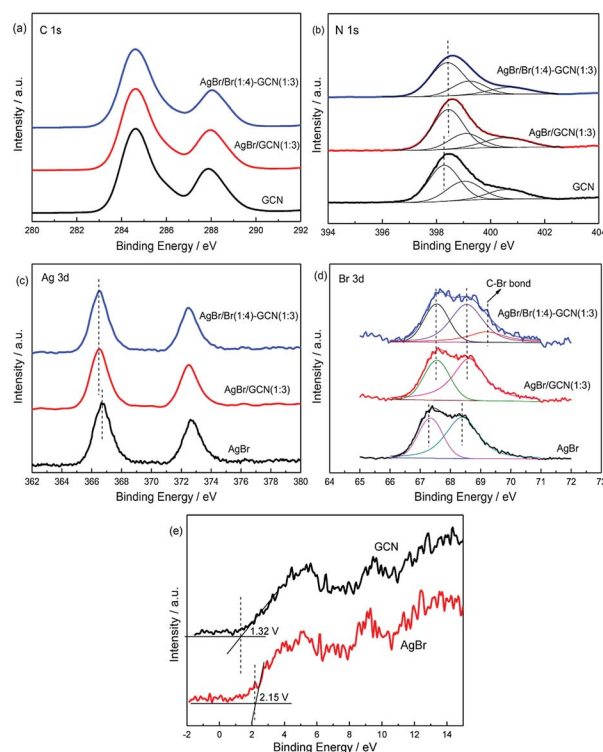 (a)
C 1s
AgBr/Br(1:4)-GCN(1:3)
AgBr/GCN(1:3)
GCN
Intensity / a.u.
280 282 284 286 288 290 292
Binding Energy / eV
(b)
N 1s
AgBr/Br(1:4)-GCN(1:3)
AgBr/GCN(1:3)
GCN
Intensity / a.u.
394 396 398 400 402 404
Binding Energy / eV
(c)
Ag 3d
AgBr/Br(1:4)-GCN(1:3)
AgBr/GCN(1:3)
AgBr
Intensity / a.u.
362 364 366 368 370 372 374 376 378 380
Binding Energy / eV
(d)
Br 3d
C-Br bond
AgBr/Br(1:4)-GCN(1:3)
AgBr/GCN(1:3)
AgBr
Intensity / a.u.
64 65 66 67 68 69 70 71 72 73
Binding Energy / eV
(e)
GCN
1.32 V
AgBr
2.15 V
Intensity / a.u.
-2 0 2 4 6 8 10 12 14
Binding Energy / eV